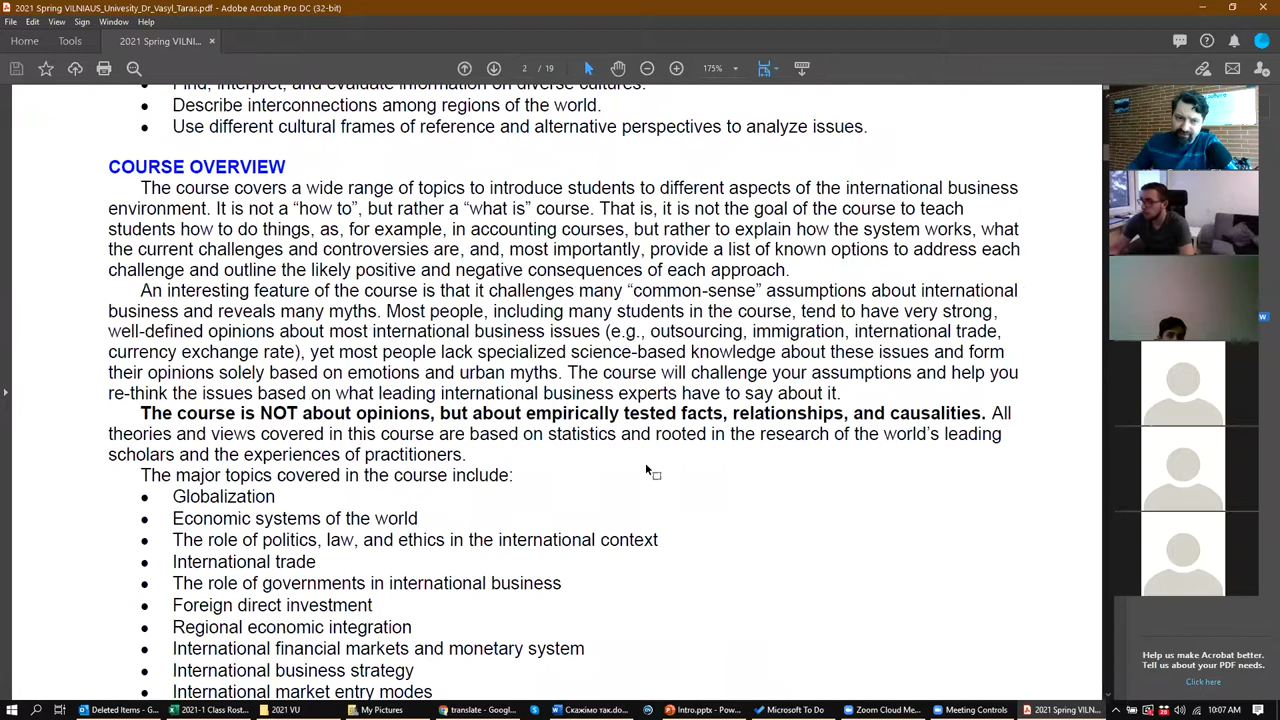 2021 Spring VILNIAUS_Univesity_Dr_Vasyl_Taras.pdf - Adobe Acrobat Pro DC (32-bit)
File Edit View Sign Window Help
Home Tools 2021 Spring VILNI... ×
2 / 19 175%
Find, interpret, and evaluate information on diverse cultures.
• Describe interconnections among regions of the world.
• Use different cultural frames of reference and alternative perspectives to analyze issues.
COURSE OVERVIEW
The course covers a wide range of topics to introduce students to different aspects of the international business
environment. It is not a “how to”, but rather a “what is” course. That is, it is not the goal of the course to teach
students how to do things, as, for example, in accounting courses, but rather to explain how the system works, what
the current challenges and controversies are, and, most importantly, provide a list of known options to address each
challenge and outline the likely positive and negative consequences of each approach.
An interesting feature of the course is that it challenges many “common-sense” assumptions about international
business and reveals many myths. Most people, including many students in the course, tend to have very strong,
well-defined opinions about most international business issues (e.g., outsourcing, immigration, international trade,
currency exchange rate), yet most people lack specialized science-based knowledge about these issues and form
their opinions solely based on emotions and urban myths. The course will challenge your assumptions and help you
re-think the issues based on what leading international business experts have to say about it.
The course is NOT about opinions, but about empirically tested facts, relationships, and causalities. All
theories and views covered in this course are based on statistics and rooted in the research of the world’s leading
scholars and the experiences of practitioners.
The major topics covered in the course include:
• Globalization
• Economic systems of the world
• The role of politics, law, and ethics in the international context
• International trade
• The role of governments in international business
• Foreign direct investment
• Regional economic integration
• International financial markets and monetary system
• International business strategy
• International market entry modes
Help us make Acrobat better.
Tell us about your PDF needs.
Click here
Deleted Items - G... 2021-1 Class Rost... 2021 VU My Pictures translate - Googl... Скажімо так.do... Intro.pptx - Pow... Microsoft To Do Zoom Cloud Me... Meeting Controls 2021 Spring VILN... 10:07 AM